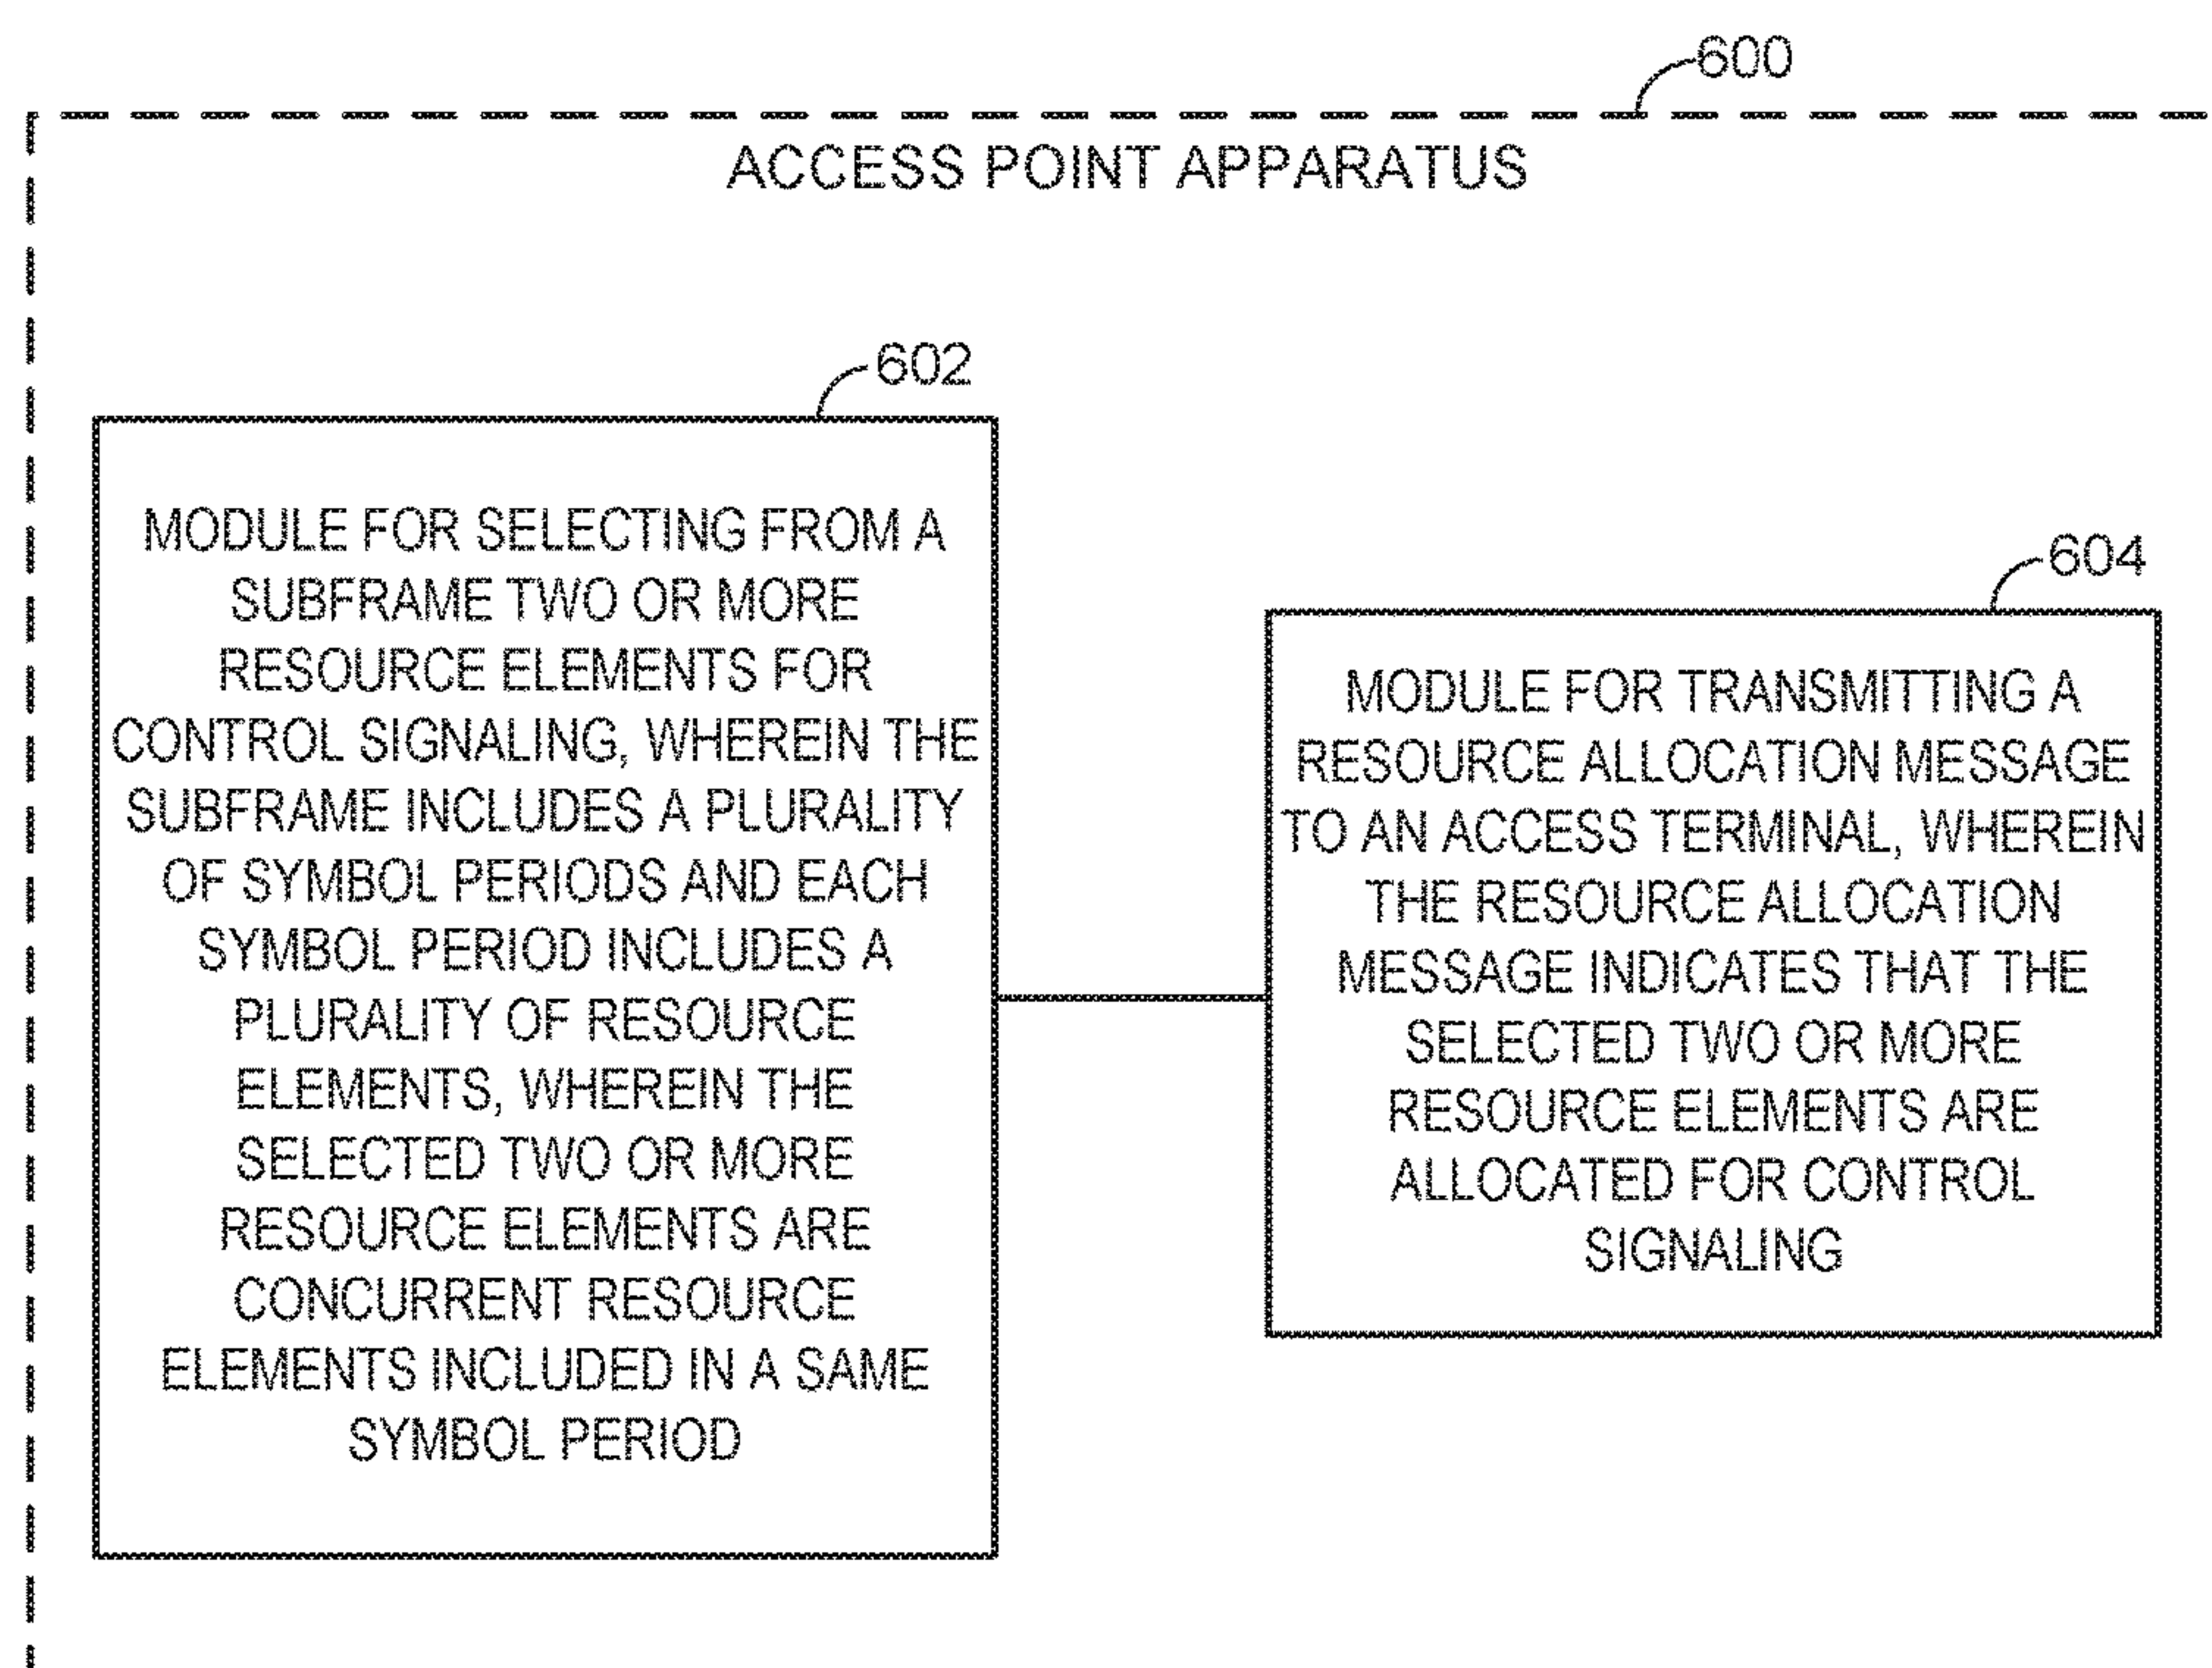 600
ACCESS POINT APPARATUS
602
MODULE FOR SELECTING FROM A
SUBFRAME TWO OR MORE
RESOURCE ELEMENTS FOR
CONTROL SIGNALING, WHEREIN THE
SUBFRAME INCLUDES A PLURALITY
OF SYMBOL PERIODS AND EACH
SYMBOL PERIOD INCLUDES A
PLURALITY OF RESOURCE
ELEMENTS, WHEREIN THE
SELECTED TWO OR MORE
RESOURCE ELEMENTS ARE
CONCURRENT RESOURCE
ELEMENTS INCLUDED IN A SAME
SYMBOL PERIOD
604
MODULE FOR TRANSMITTING A
RESOURCE ALLOCATION MESSAGE
TO AN ACCESS TERMINAL, WHEREIN
THE RESOURCE ALLOCATION
MESSAGE INDICATES THAT THE
SELECTED TWO OR MORE
RESOURCE ELEMENTS ARE
ALLOCATED FOR CONTROL
SIGNALING